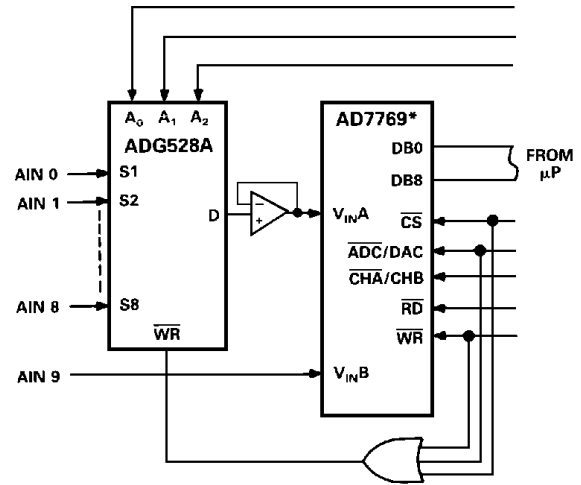 A0 A1 A2
ADG528A
AD7769*
AIN 0 S1
AIN 1 S2
AIN 8 S8
D
WR
AIN 9
− +
VINA
VINB
DB0
DB8
CS
ADC/DAC
CHA/CHB
RD
WR
FROM
μP